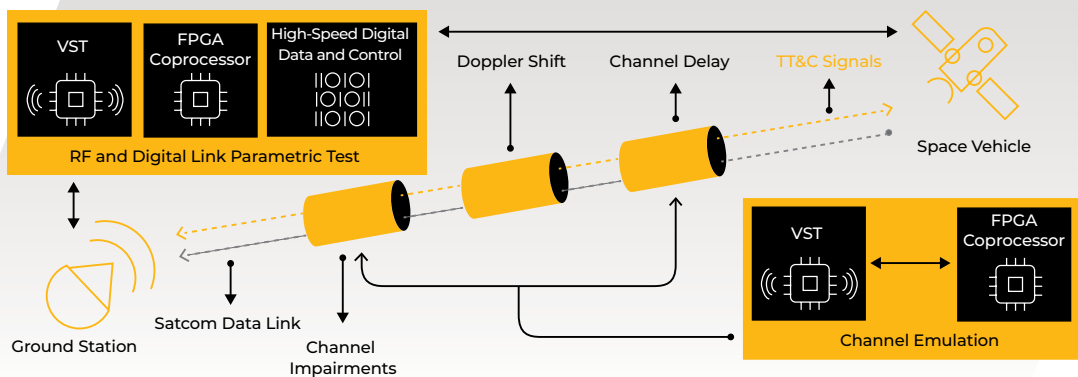 VST
FPGA
Coprocessor
High-Speed Digital
Data and Control
RF and Digital Link Parametric Test
Doppler Shift
Channel Delay
TT&C Signals
Space Vehicle
Ground Station
Satcom Data Link
Channel
Impairments
VST
FPGA
Coprocessor
Channel Emulation